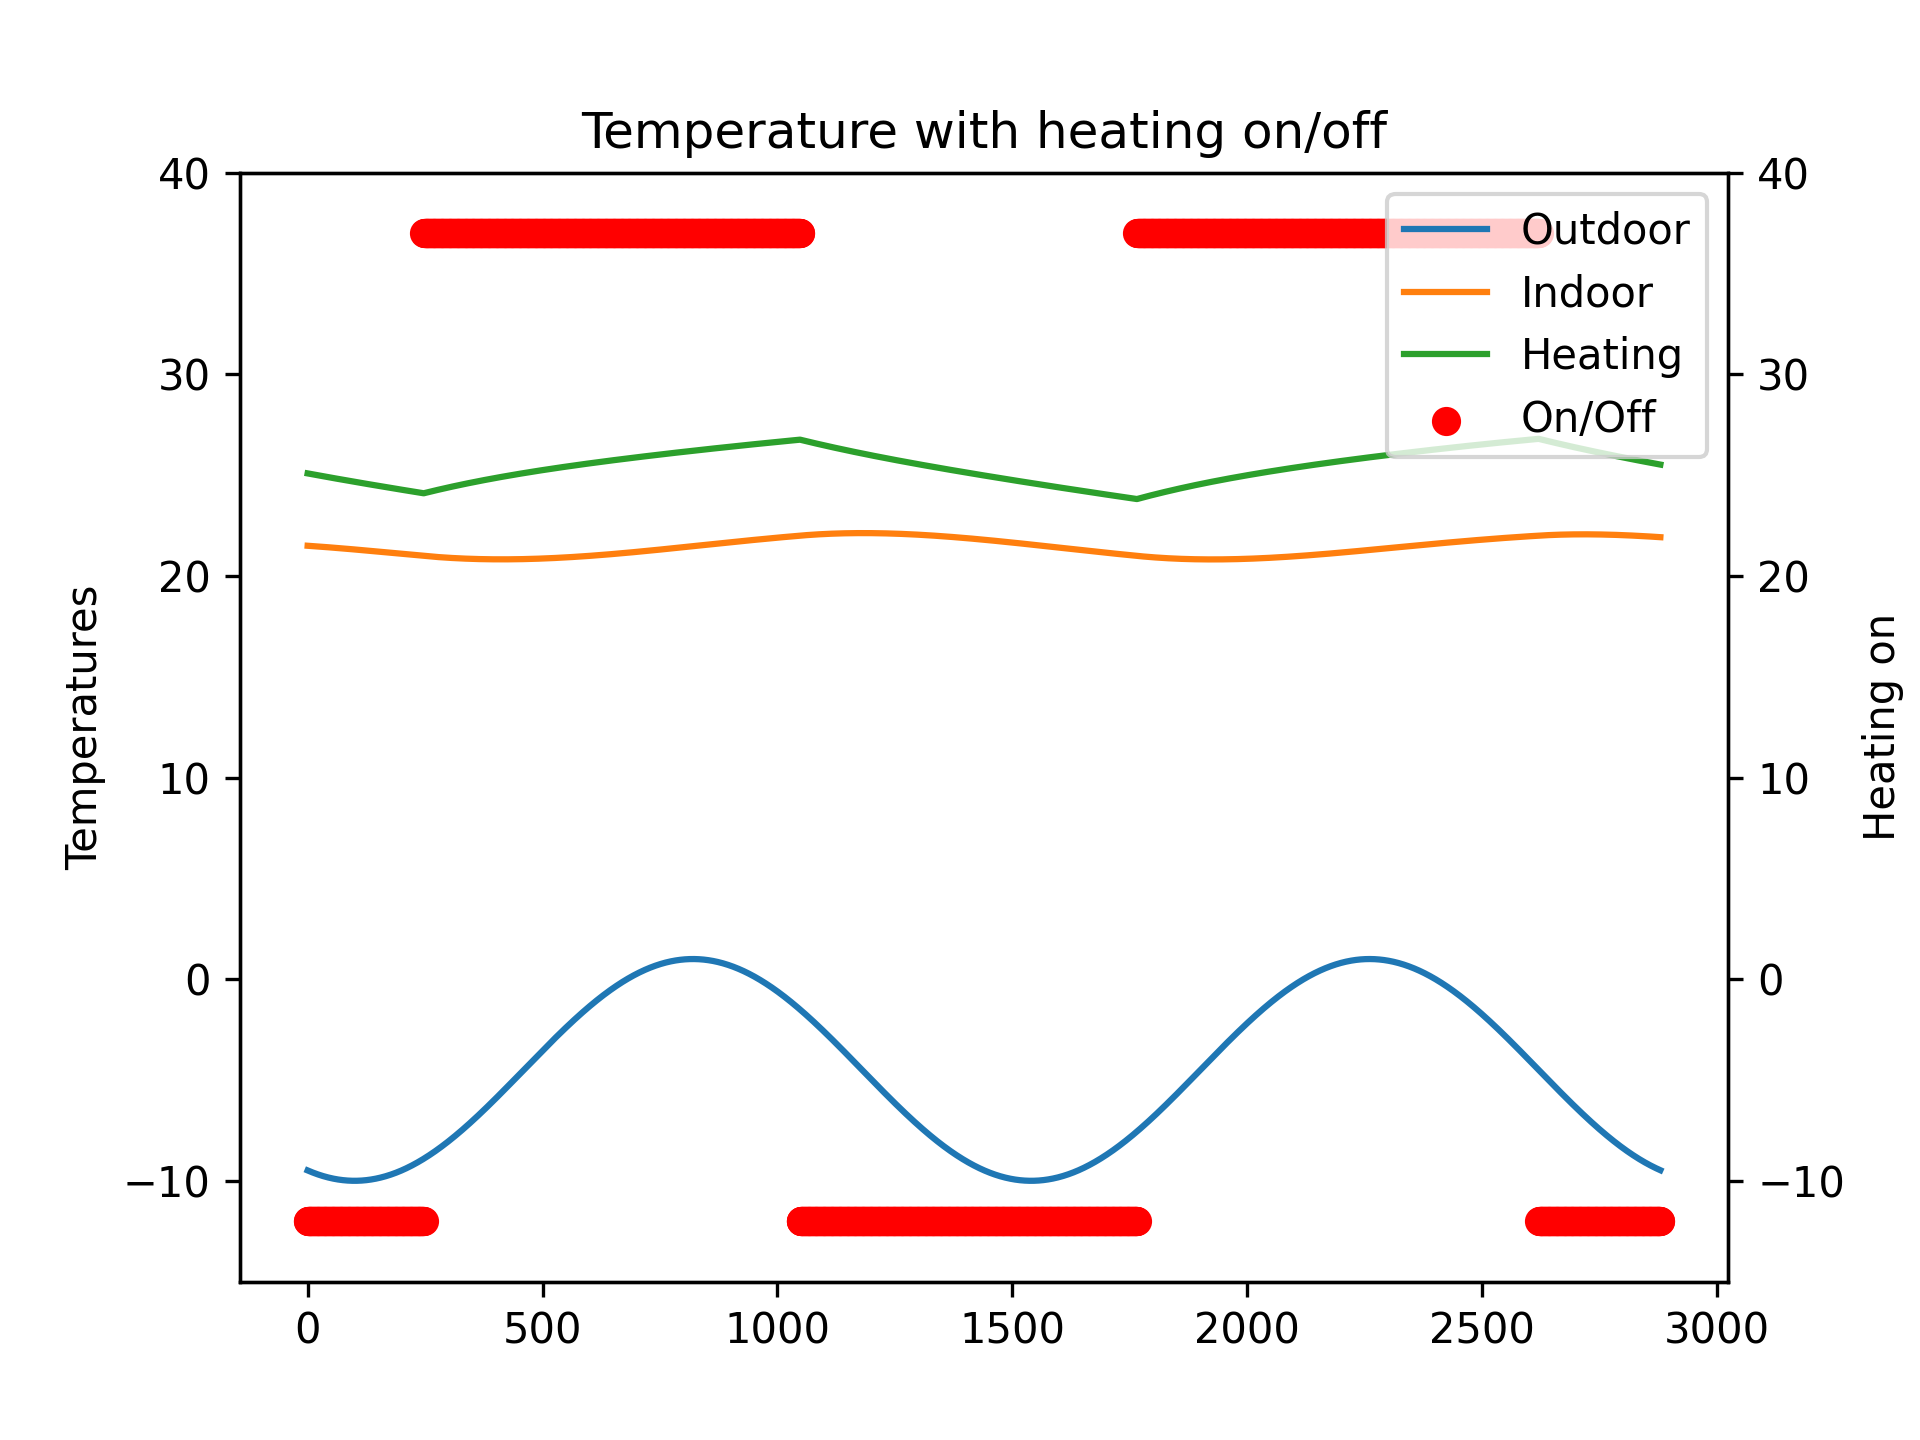 Temperature with heating on/off
40
30
20
10
0
−10
Temperatures
40
30
20
10
0
−10
Heating on
Outdoor
Indoor
Heating
On/Off
0 500 1000 1500 2000 2500 3000